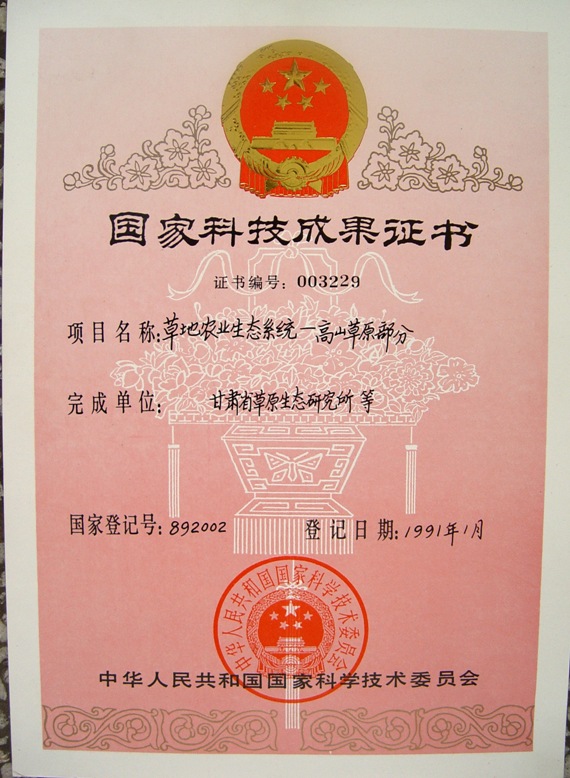 国家科技成果证书
证书编号：003229
项目名称：草地农业生态系统—高山草原部分
完成单位：甘肃省草原生态研究所等
国家登记号：892002 登记日期：1991年1月
中华人民共和国国家科学技术委员会
中华人民共和国国家科学技术委员会